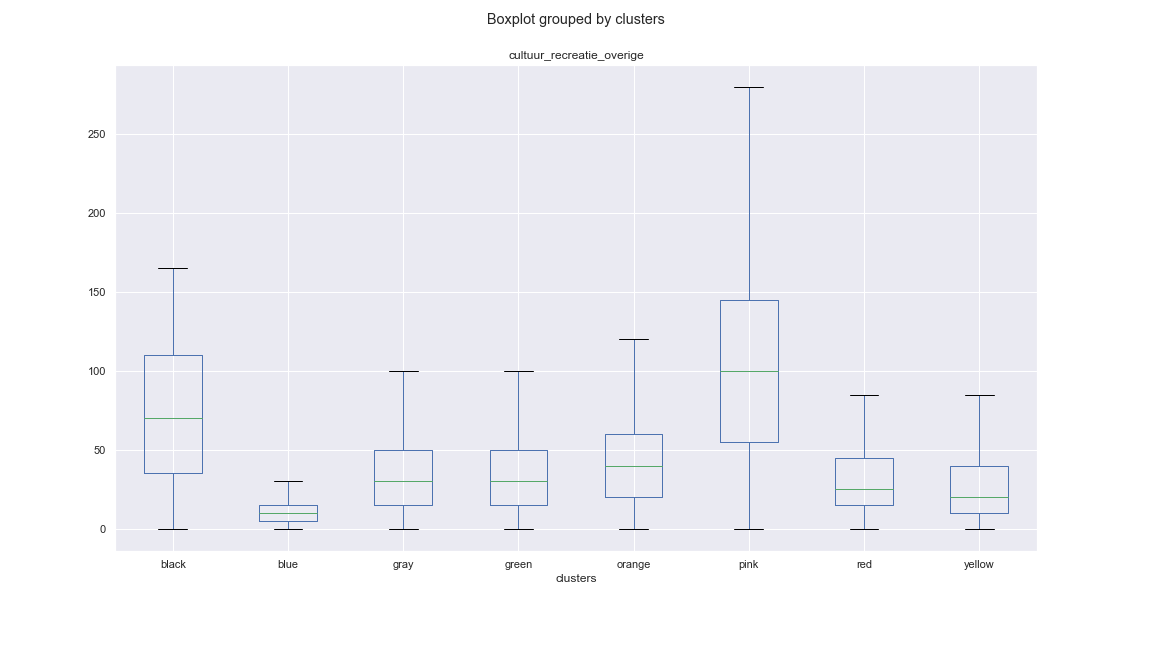 Boxplot grouped by clusters
cultuur_recreatie_overige
250
200
150
100
50
0
black blue gray green orange pink red yellow
clusters